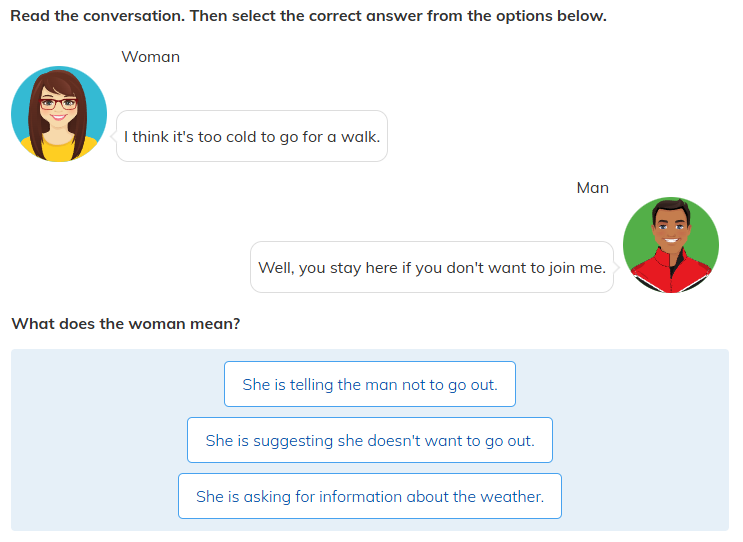 Read the conversation. Then select the correct answer from the options below.
Woman
I think it's too cold to go for a walk.
Man
Well, you stay here if you don't want to join me.
What does the woman mean?
She is telling the man not to go out.
She is suggesting she doesn't want to go out.
She is asking for information about the weather.